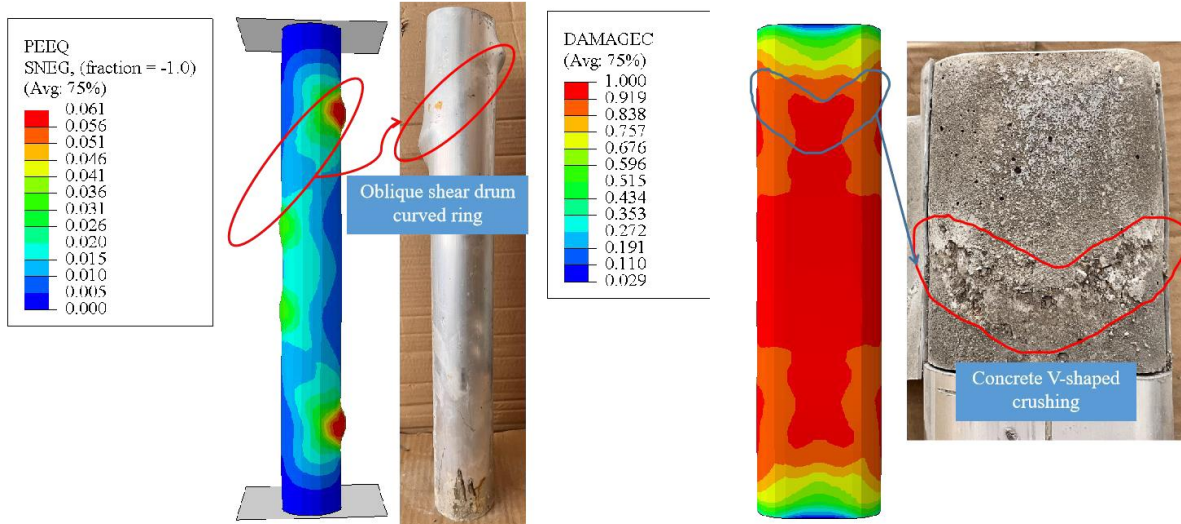 PEEQ
SNEG, (fraction = -1.0)
(Avg: 75%)
0.061
0.056
0.051
0.046
0.041
0.036
0.031
0.026
0.020
0.015
0.010
0.005
0.000
Oblique shear drum
curved ring
DAMAGEC
(Avg: 75%)
1.000
0.919
0.838
0.757
0.676
0.596
0.515
0.434
0.353
0.272
0.191
0.110
0.029
Concrete V-shaped
crushing